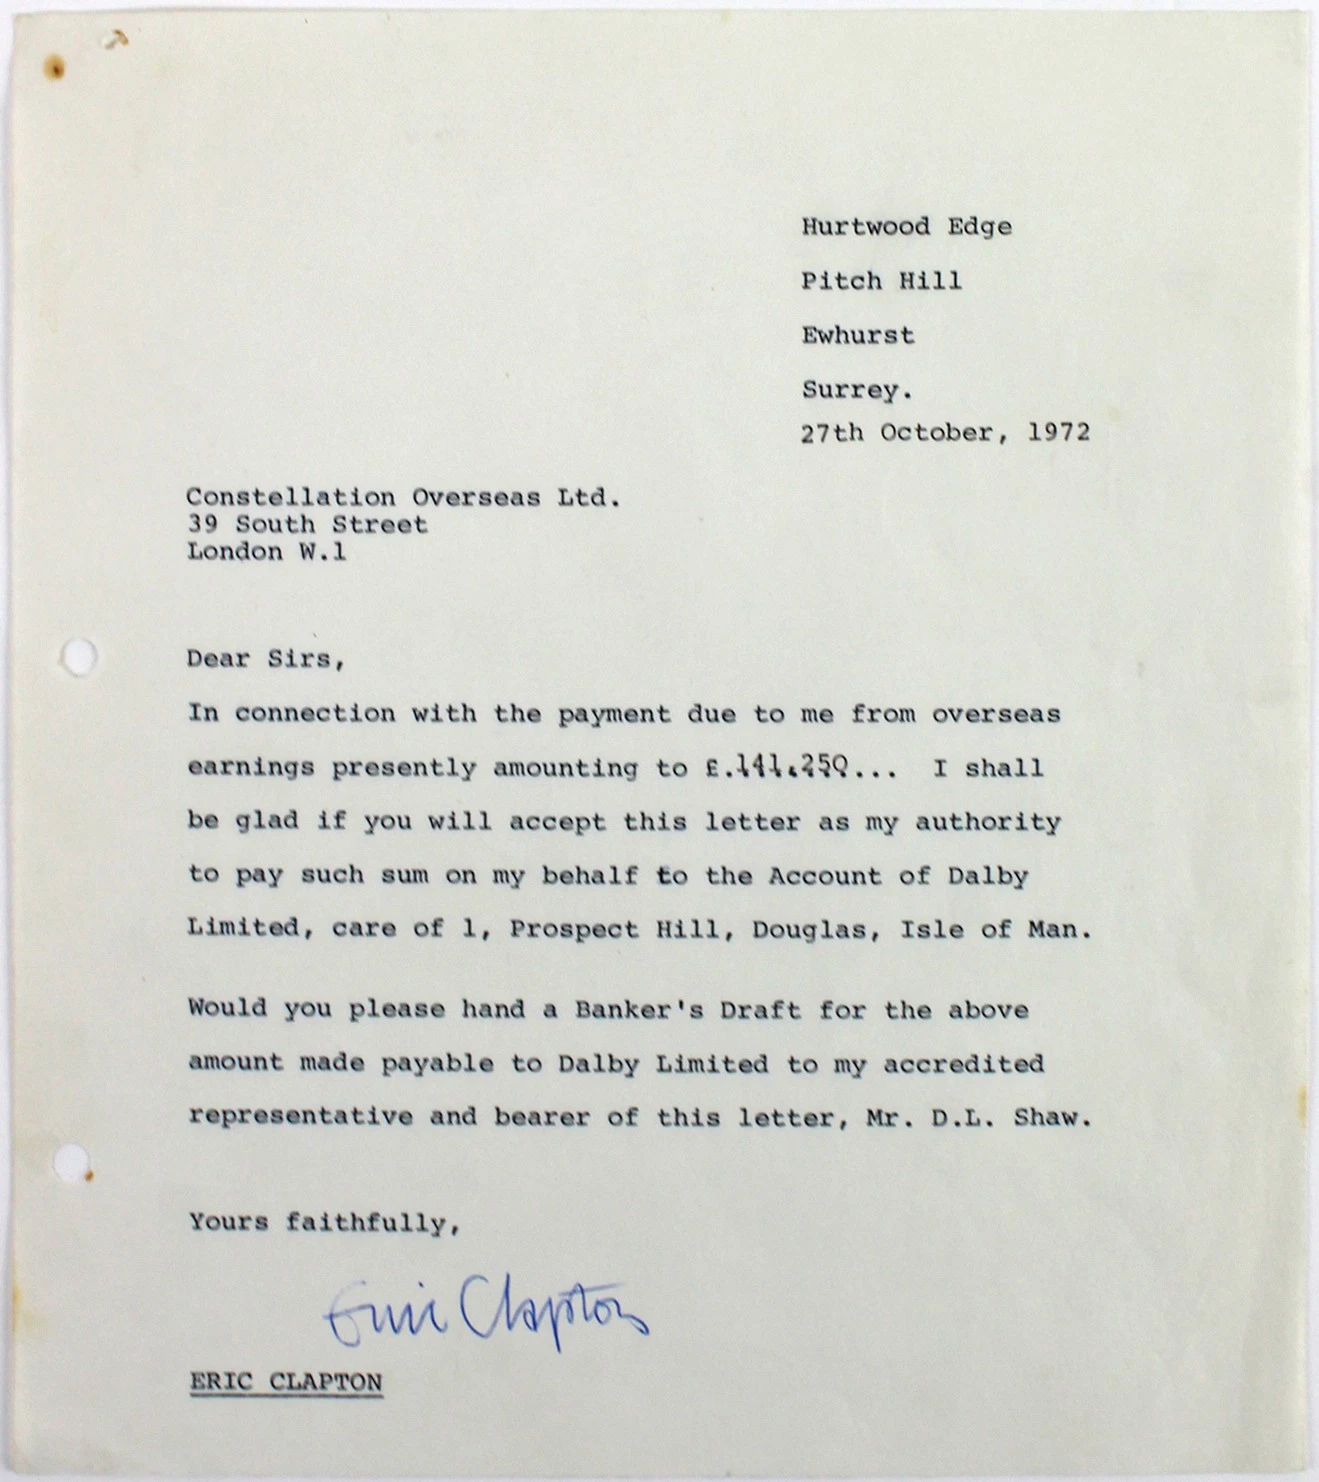 Hurtwood Edge
Pitch Hill
Ewhurst
Surrey.
27th October, 1972
Constellation Overseas Ltd.
39 South Street
London W.1
Dear Sirs,
In connection with the payment due to me from overseas
earnings presently amounting to £.141,250... I shall
be glad if you will accept this letter as my authority
to pay such sum on my behalf to the Account of Dalby
Limited, care of 1, Prospect Hill, Douglas, Isle of Man.
Would you please hand a Banker's Draft for the above
amount made payable to Dalby Limited to my accredited
representative and bearer of this letter, Mr. D.L. Shaw.
Yours faithfully,
Eric Clapton
ERIC CLAPTON